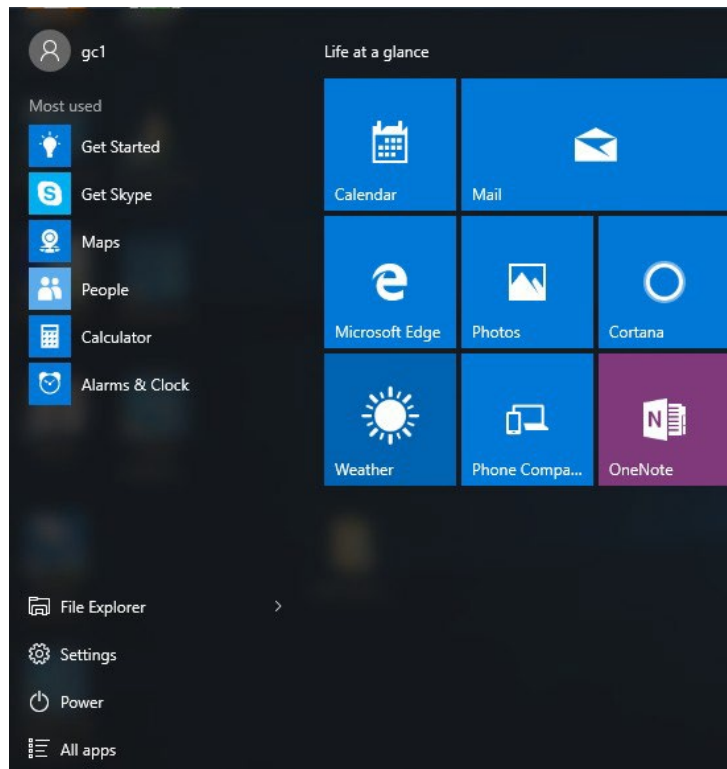 gc1
Most used
Get Started
Get Skype
Maps
People
Calculator
Alarms & Clock
File Explorer
Settings
Power
All apps
Life at a glance
Calendar
Mail
Microsoft Edge
Photos
Cortana
Weather
Phone Compa...
OneNote